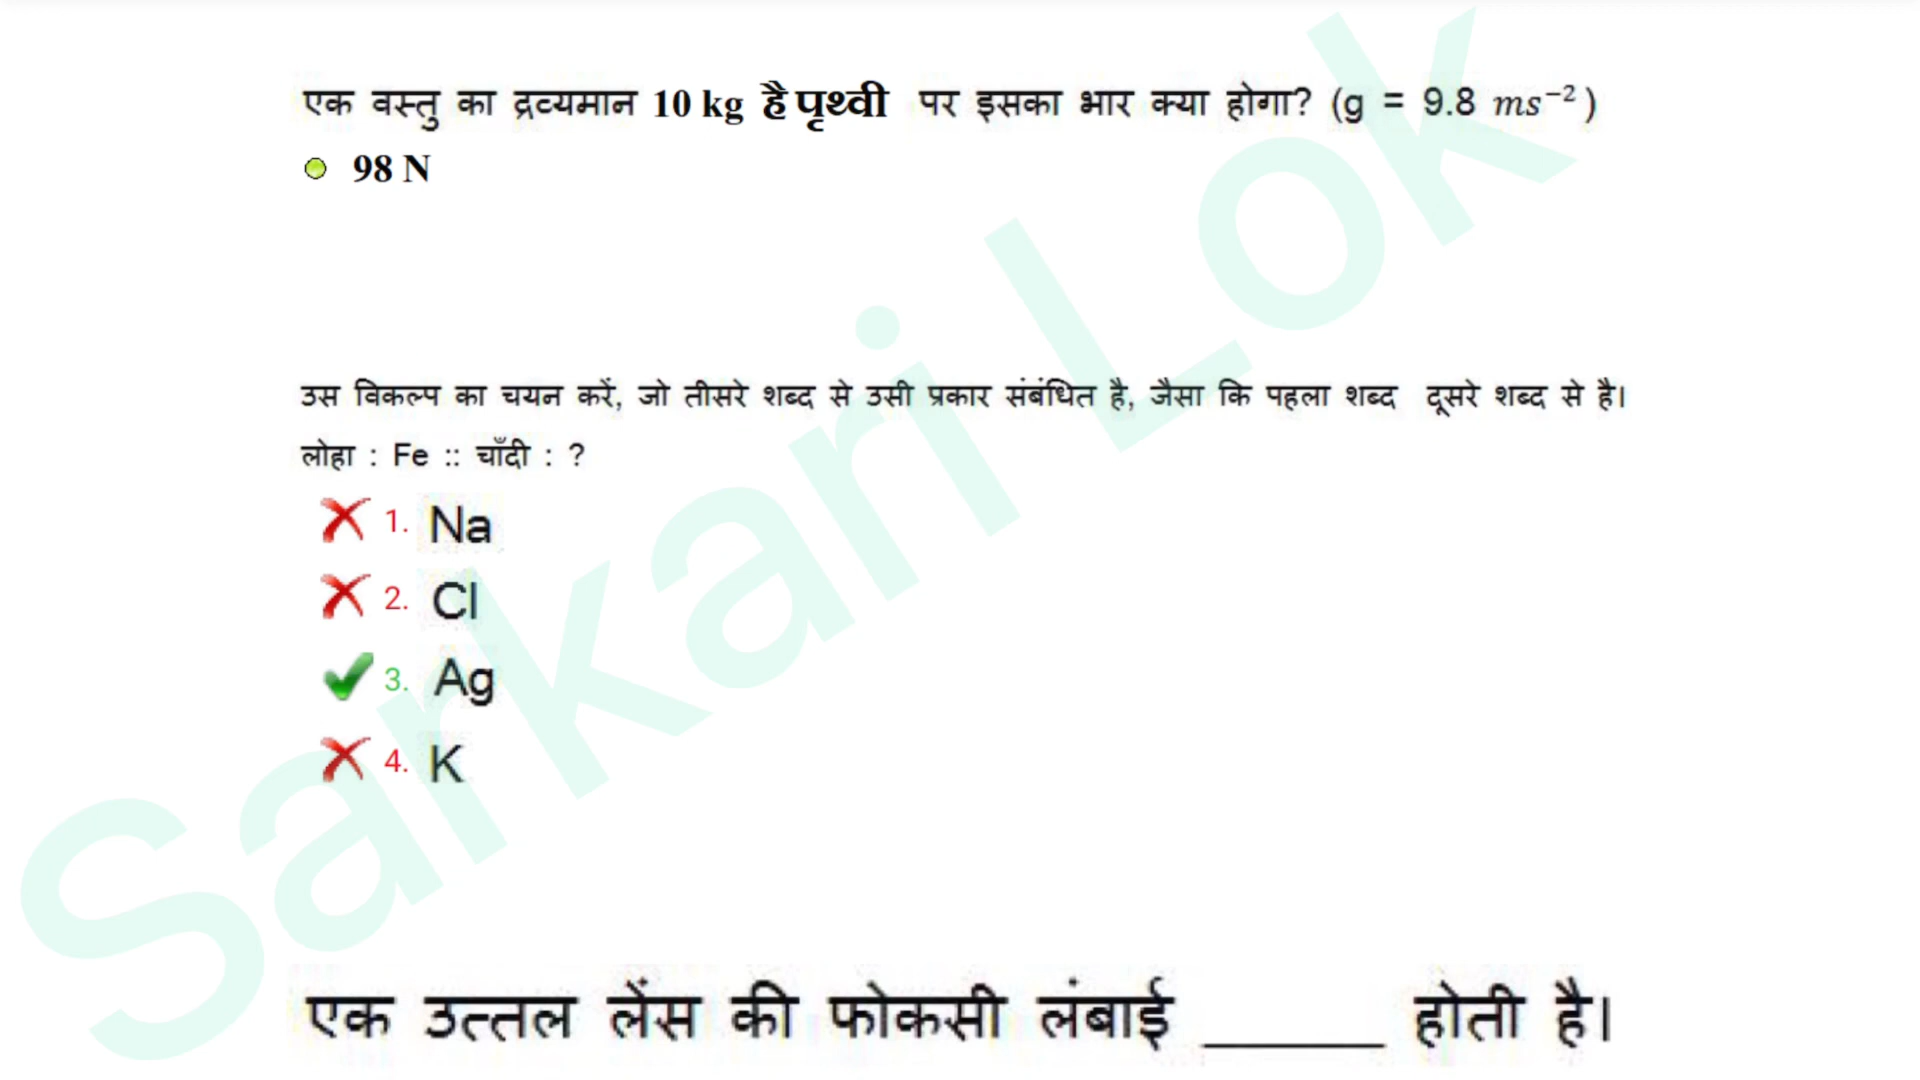 एक वस्तु का द्रव्यमान 10 kg है पृथ्वी पर इसका भार क्या होगा? (g = 9.8 ms⁻²)
98 N
उस विकल्प का चयन करें, जो तीसरे शब्द से उसी प्रकार संबंधित है, जैसा कि पहला शब्द दूसरे शब्द से है।
लोहा : Fe :: चाँदी : ?
1. Na
2. Cl
3. Ag
4. K
एक उत्तल लेंस की फोकसी लंबाई ______ होती है।
Sarkari Lok